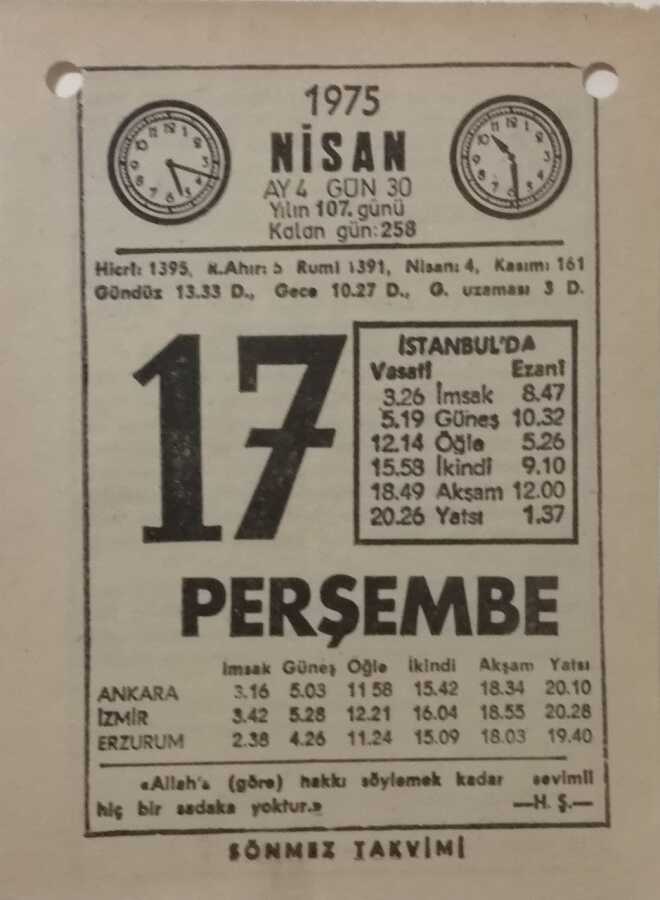 1975
NİSAN
AY 4 GÜN 30
Yılın 107. günü
Kalan gün: 258
Hicrî: 1395, R.Ahır: 5 Rumî 1391, Nisan: 4, Kasım: 161
Gündüz 13.33 D., Gece 10.27 D., G. uzaması 3 D.
17
İSTANBUL'DA
Vasatî Ezanî
3.26 İmsak 8.47
5.19 Güneş 10.32
12.14 Öğle 5.26
15.58 İkindî 9.10
18.49 Akşam 12.00
20.26 Yatsı 1.37
PERŞEMBE
İmsak Güneş Öğle İkindi Akşam Yatsı
ANKARA 3.16 5.03 11 58 15.42 18.34 20.10
İZMİR 3.42 5.28 12.21 16.04 18.55 20.28
ERZURUM 2.38 4.26 11.24 15.09 18.03 19.40
«Allah'a (göre) hakkı söylemek kadar sevimli
hiç bir sadaka yoktur.» —H. Ş.—
SÖNMEZ TAKVİMİ